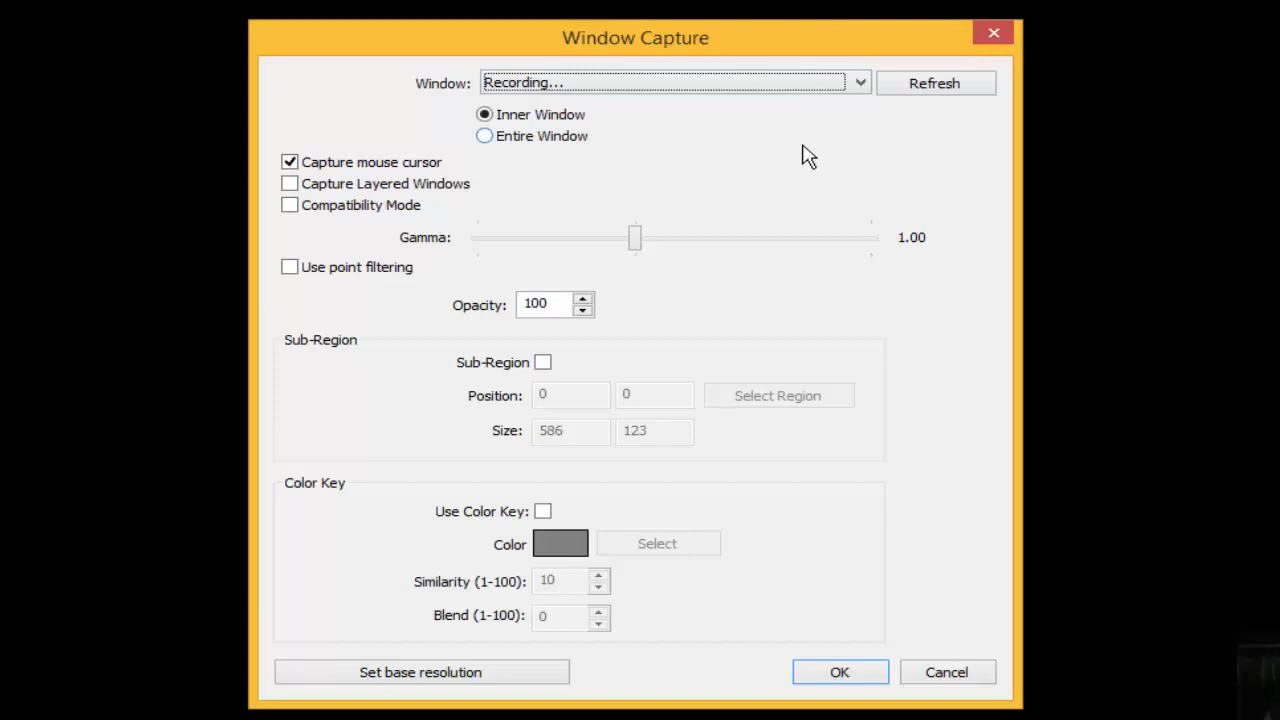 Window Capture
Window: Recording... Refresh
Inner Window
Entire Window
Capture mouse cursor
Capture Layered Windows
Compatibility Mode
Gamma: 1.00
Use point filtering
Opacity: 100
Sub-Region
Sub-Region
Position: 0 0 Select Region
Size: 586 123
Color Key
Use Color Key:
Color Select
Similarity (1-100): 10
Blend (1-100): 0
Set base resolution OK Cancel